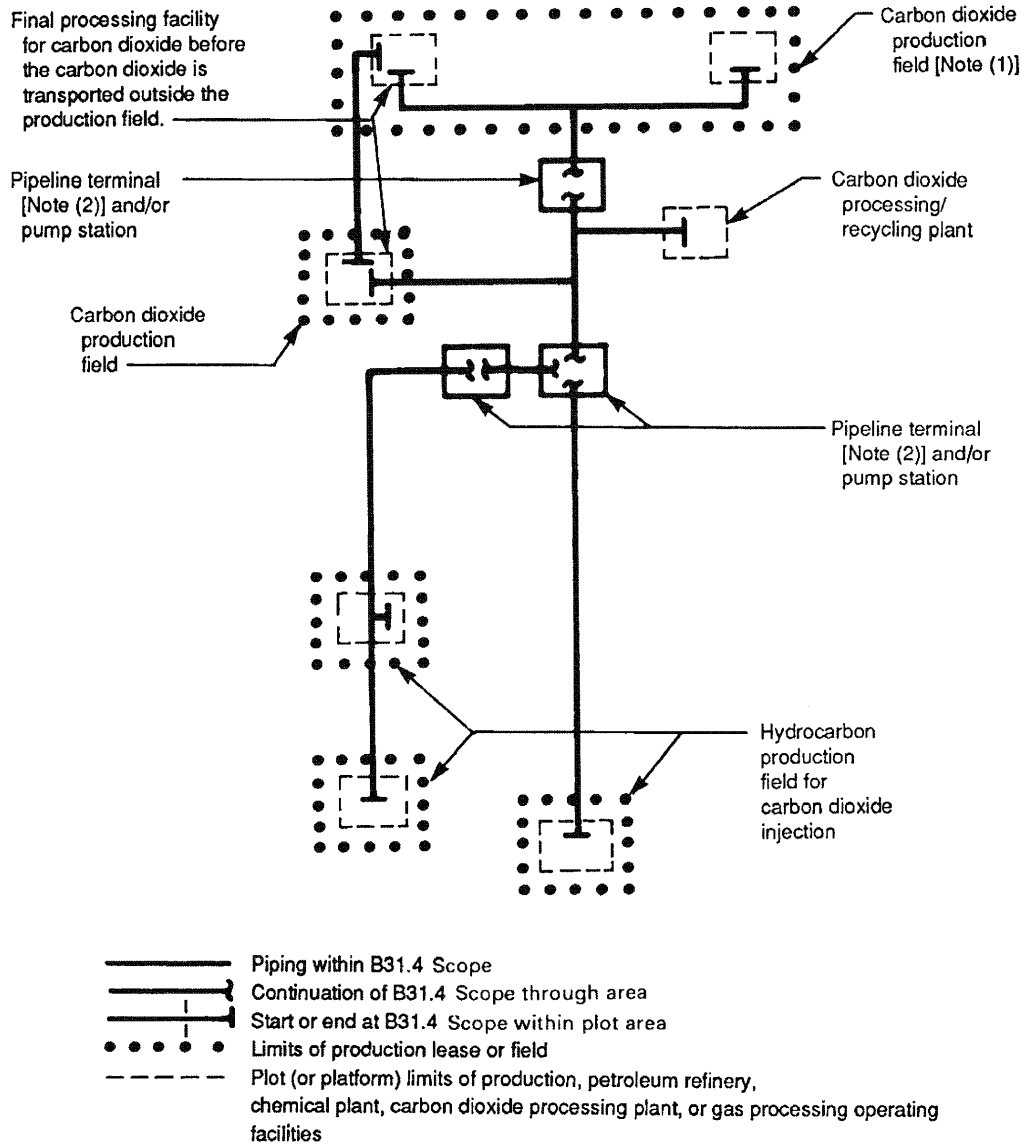 Final processing facility
for carbon dioxide before
the carbon dioxide is
transported outside the
production field.
Carbon dioxide
production
field [Note (1)]
Pipeline terminal
[Note (2)] and/or
pump station
Carbon dioxide
processing/
recycling plant
Carbon dioxide
production
field
Pipeline terminal
[Note (2)] and/or
pump station
Hydrocarbon
production
field for
carbon dioxide
injection
Piping within B31.4 Scope
Continuation of B31.4 Scope through area
Start or end at B31.4 Scope within plot area
Limits of production lease or field
Plot (or platform) limits of production, petroleum refinery,
chemical plant, carbon dioxide processing plant, or gas processing operating
facilities